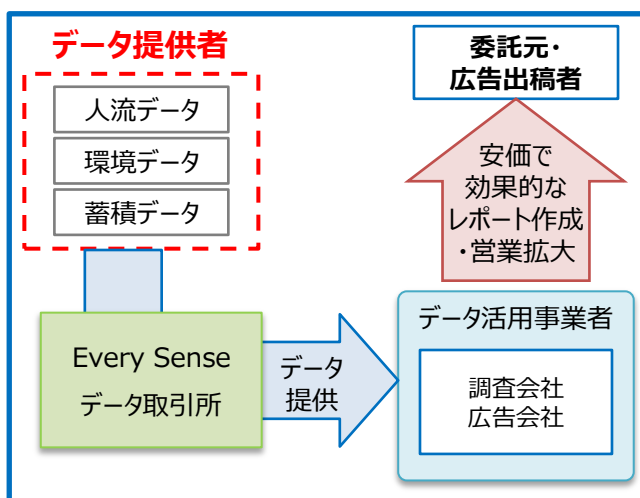 データ提供者
人流データ
環境データ
蓄積データ
Every Sense
データ取引所
データ
提供
データ活用事業者
調査会社
広告会社
安価で
効果的な
レポート作成
・営業拡大
委託元・
広告出稿者